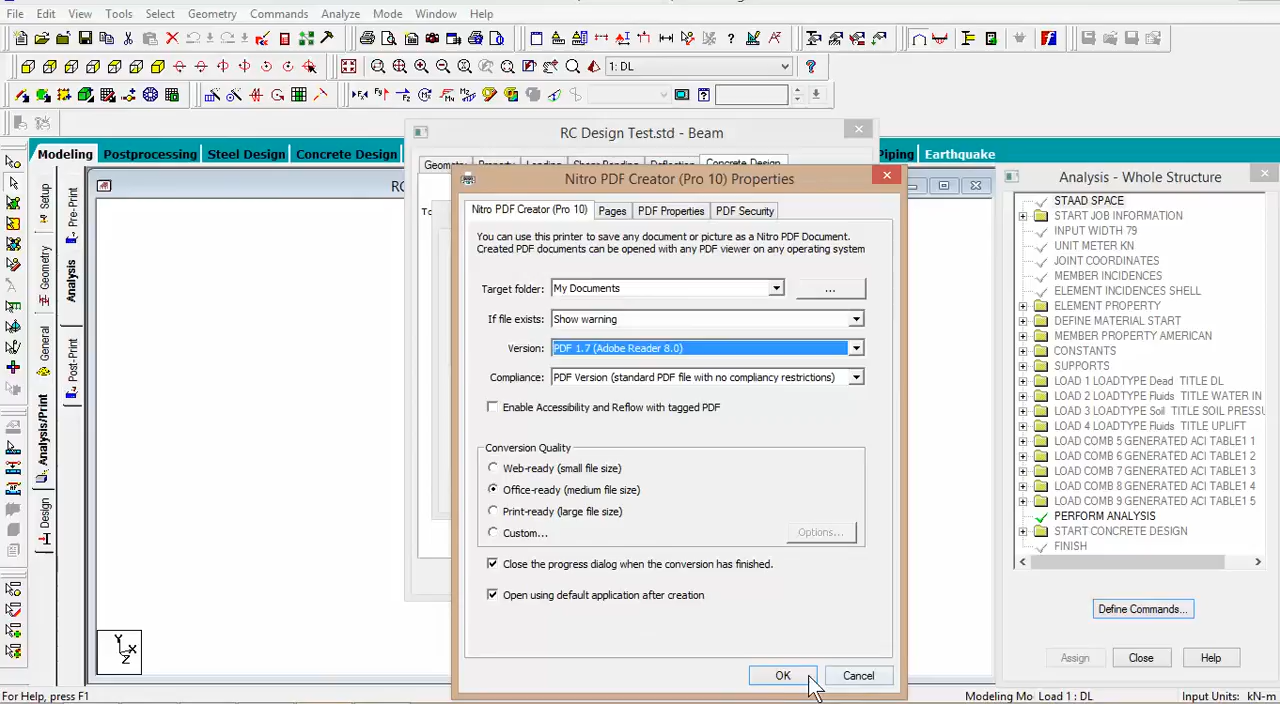 File Edit View Tools Select Geometry Commands Analyze Mode Window Help
1: DL
RC Design Test.std - Beam
Modeling Postprocessing Steel Design Concrete Design Piping Earthquake
Concrete Design
Nitro PDF Creator (Pro 10) Properties
Nitro PDF Creator (Pro 10) Pages PDF Properties PDF Security
You can use this printer to save any document or picture as a Nitro PDF Document.
Created PDF documents can be opened with any PDF viewer on any operating system
Target folder: My Documents ...
If file exists: Show warning
Version: PDF 1.7 (Adobe Reader 8.0)
Compliance: PDF Version (standard PDF file with no compliancy restrictions)
Enable Accessibility and Reflow with tagged PDF
Conversion Quality
Web-ready (small file size)
Office-ready (medium file size)
Print-ready (large file size)
Custom... Options...
Close the progress dialog when the conversion has finished.
Open using default application after creation
OK Cancel
Setup
Geometry
General
Analysis/Print
Design
Pre-Print
Analysis
Post-Print
Y
X
Z
Analysis - Whole Structure
STAAD SPACE
START JOB INFORMATION
INPUT WIDTH 79
UNIT METER KN
JOINT COORDINATES
MEMBER INCIDENCES
ELEMENT INCIDENCES SHELL
ELEMENT PROPERTY
DEFINE MATERIAL START
MEMBER PROPERTY AMERICAN
CONSTANTS
SUPPORTS
LOAD 1 LOADTYPE Dead TITLE DL
LOAD 2 LOADTYPE Fluids TITLE WATER IN
LOAD 3 LOADTYPE Soil TITLE SOIL PRESSU
LOAD 4 LOADTYPE Fluids TITLE UPLIFT
LOAD COMB 5 GENERATED ACI TABLE1 1
LOAD COMB 6 GENERATED ACI TABLE1 2
LOAD COMB 7 GENERATED ACI TABLE1 3
LOAD COMB 8 GENERATED ACI TABLE1 4
LOAD COMB 9 GENERATED ACI TABLE1 5
PERFORM ANALYSIS
START CONCRETE DESIGN
FINISH
Define Commands...
Assign Close Help
For Help, press F1
Modeling Mo Load 1 : DL Input Units: kN-m